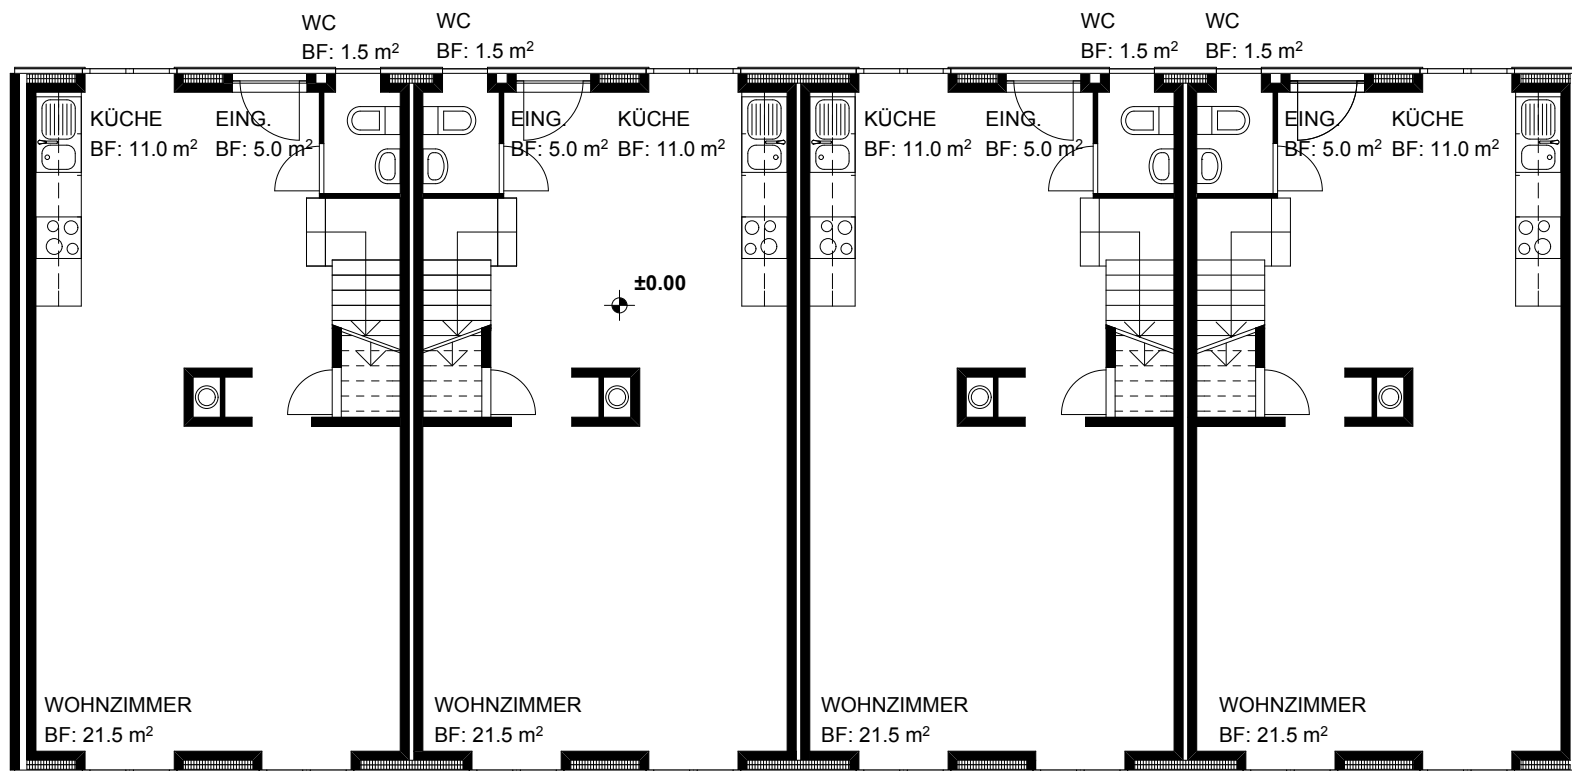 WC
BF: 1.5 m²
WC
BF: 1.5 m²
WC
BF: 1.5 m²
WC
BF: 1.5 m²
KÜCHE
BF: 11.0 m²
EING.
BF: 5.0 m²
EING.
BF: 5.0 m²
KÜCHE
BF: 11.0 m²
KÜCHE
BF: 11.0 m²
EING.
BF: 5.0 m²
EING.
BF: 5.0 m²
KÜCHE
BF: 11.0 m²
±0.00
WOHNZIMMER
BF: 21.5 m²
WOHNZIMMER
BF: 21.5 m²
WOHNZIMMER
BF: 21.5 m²
WOHNZIMMER
BF: 21.5 m²